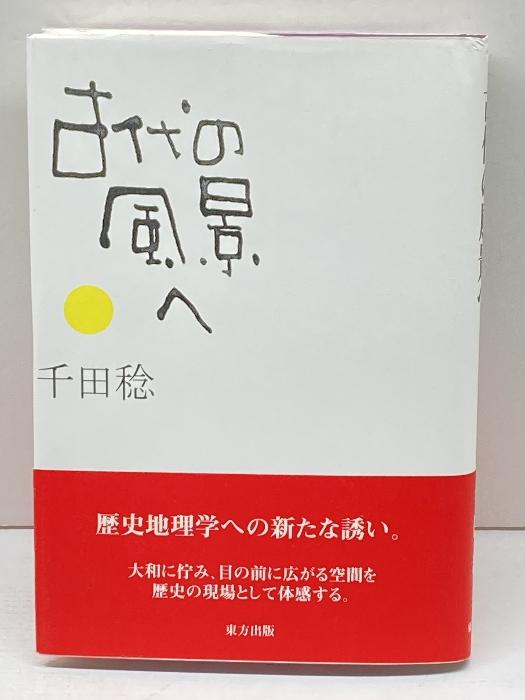 古代の
風景
へ
千田稔
歴史地理学への新たな誘い。
大和に佇み、目の前に広がる空間を
歴史の現場として体感する。
東方出版